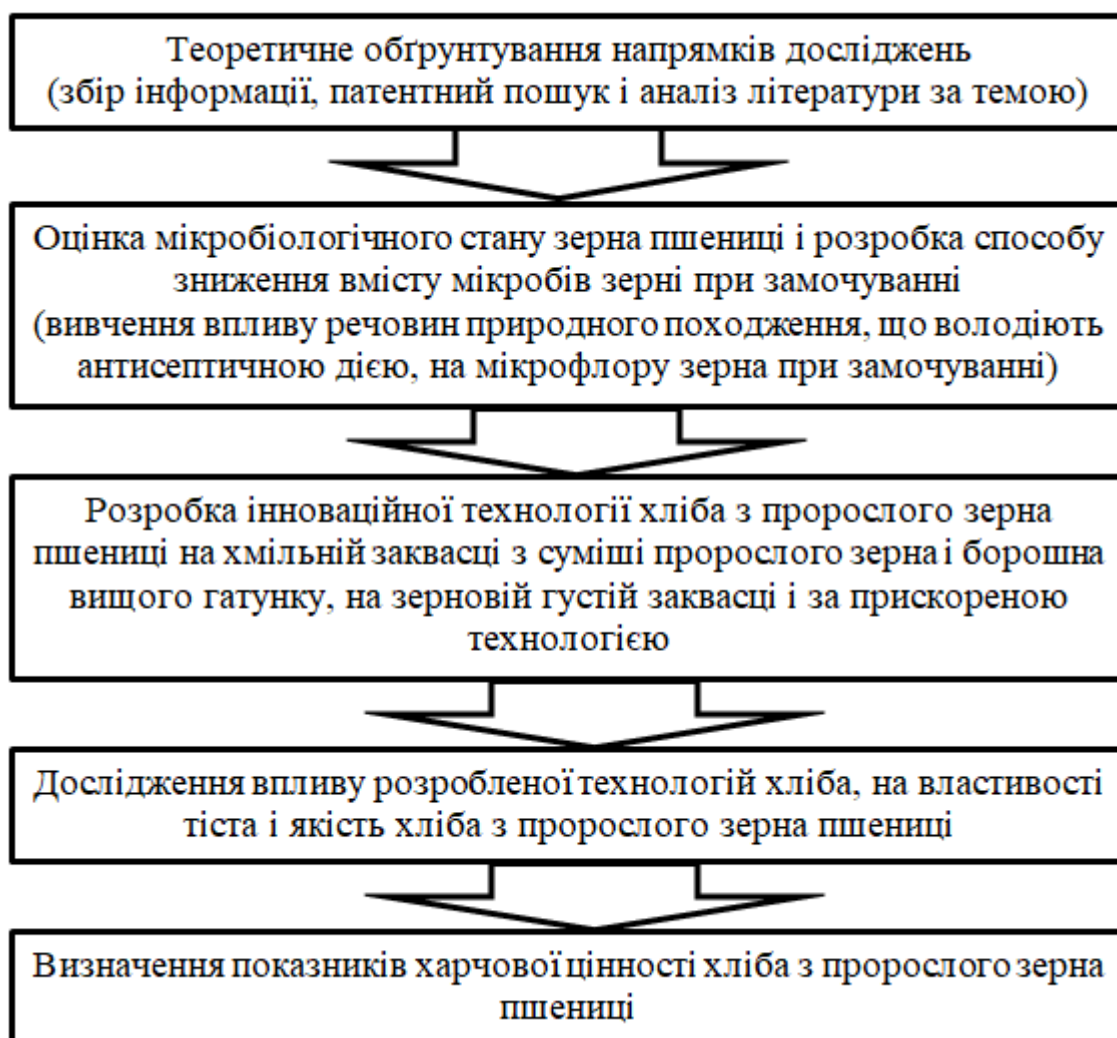 Теоретичне обґрунтування напрямків досліджень
(збір інформації, патентний пошук і аналіз літератури за темою)
Оцінка мікробіологічного стану зерна пшениці і розробка способу
зниження вмісту мікробів зерні при замочуванні
(вивчення впливу речовин природного походження, що володіють
антисептичною дією, на мікрофлору зерна при замочуванні)
Розробка інноваційної технології хліба з пророслого зерна
пшениці на хмільній заквасці з суміші пророслого зерна і борошна
вищого гатунку, на зерновій густій заквасці і за прискореною
технологією
Дослідження впливу розробленої технологій хліба, на властивості
тіста і якість хліба з пророслого зерна пшениці
Визначення показників харчової цінності хліба з пророслого зерна
пшениці